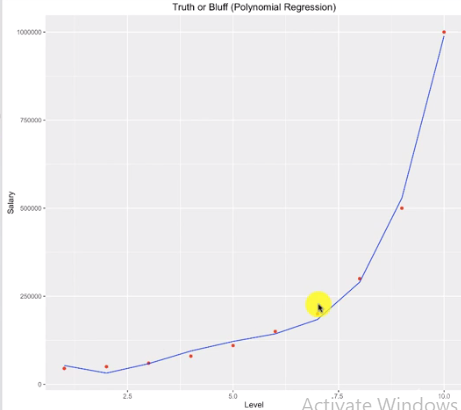 Truth or Bluff (Polynomial Regression)
1000000
750000
Salary
500000
250000
0
2.5
5.0
7.5
10.0
Level
Activate Windows